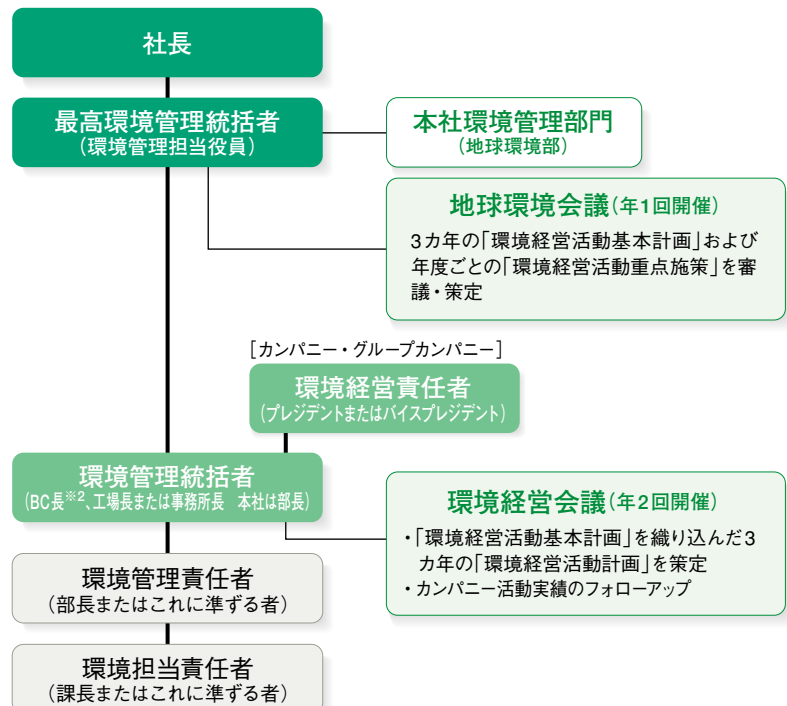 社長
最高環境管理統括者
(環境管理担当役員)
本社環境管理部門
(地球環境部)
地球環境会議(年1回開催)
3カ年の「環境経営活動基本計画」および
年度ごとの「環境経営活動重点施策」を審
議・策定
[カンパニー・グループカンパニー]
環境経営責任者
(プレジデントまたはバイスプレジデント)
環境管理統括者
(BC長※2、工場長または事務所長　本社は部長)
環境経営会議(年2回開催)
・「環境経営活動基本計画」を織り込んだ3
カ年の「環境経営活動計画」を策定
・カンパニー活動実績のフォローアップ
環境管理責任者
(部長またはこれに準ずる者)
環境担当責任者
(課長またはこれに準ずる者)